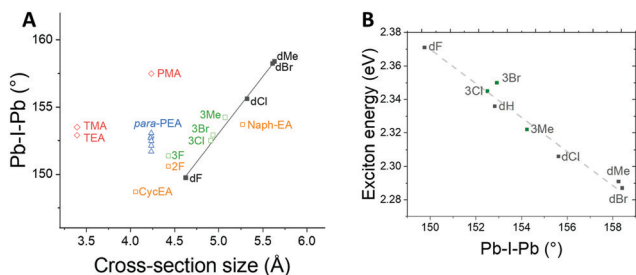 A
Pb-I-Pb (°)
160
155
150
3.5
4.0
4.5
5.0
5.5
6.0
Cross-section size (Å)
PMA
dMe
dBr
dCl
TMA
TEA
para-PEA
3Me
3Br
3Cl
Naph-EA
3F
2F
dF
CycEA
B
Exciton energy (eV)
2.38
2.36
2.34
2.32
2.30
2.28
150
152
154
156
158
Pb-I-Pb (°)
dF
3Br
3Cl
dH
3Me
dCl
dMe
dBr